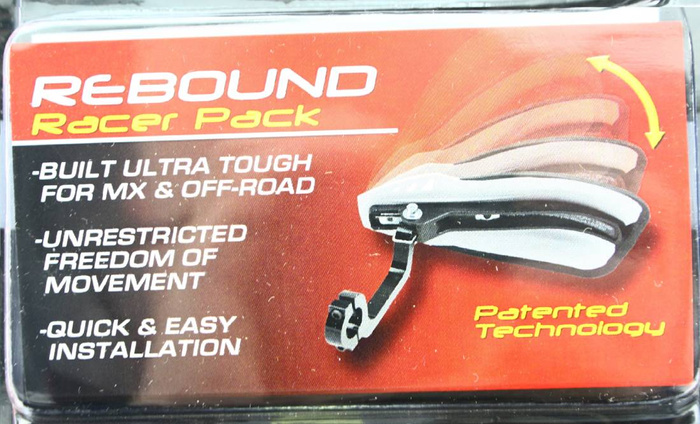 REBOUND
Racer Pack
-BUILT ULTRA TOUGH
FOR MX & OFF-ROAD
-UNRESTRICTED
FREEDOM OF
MOVEMENT
-QUICK & EASY
INSTALLATION
Patented
Technology